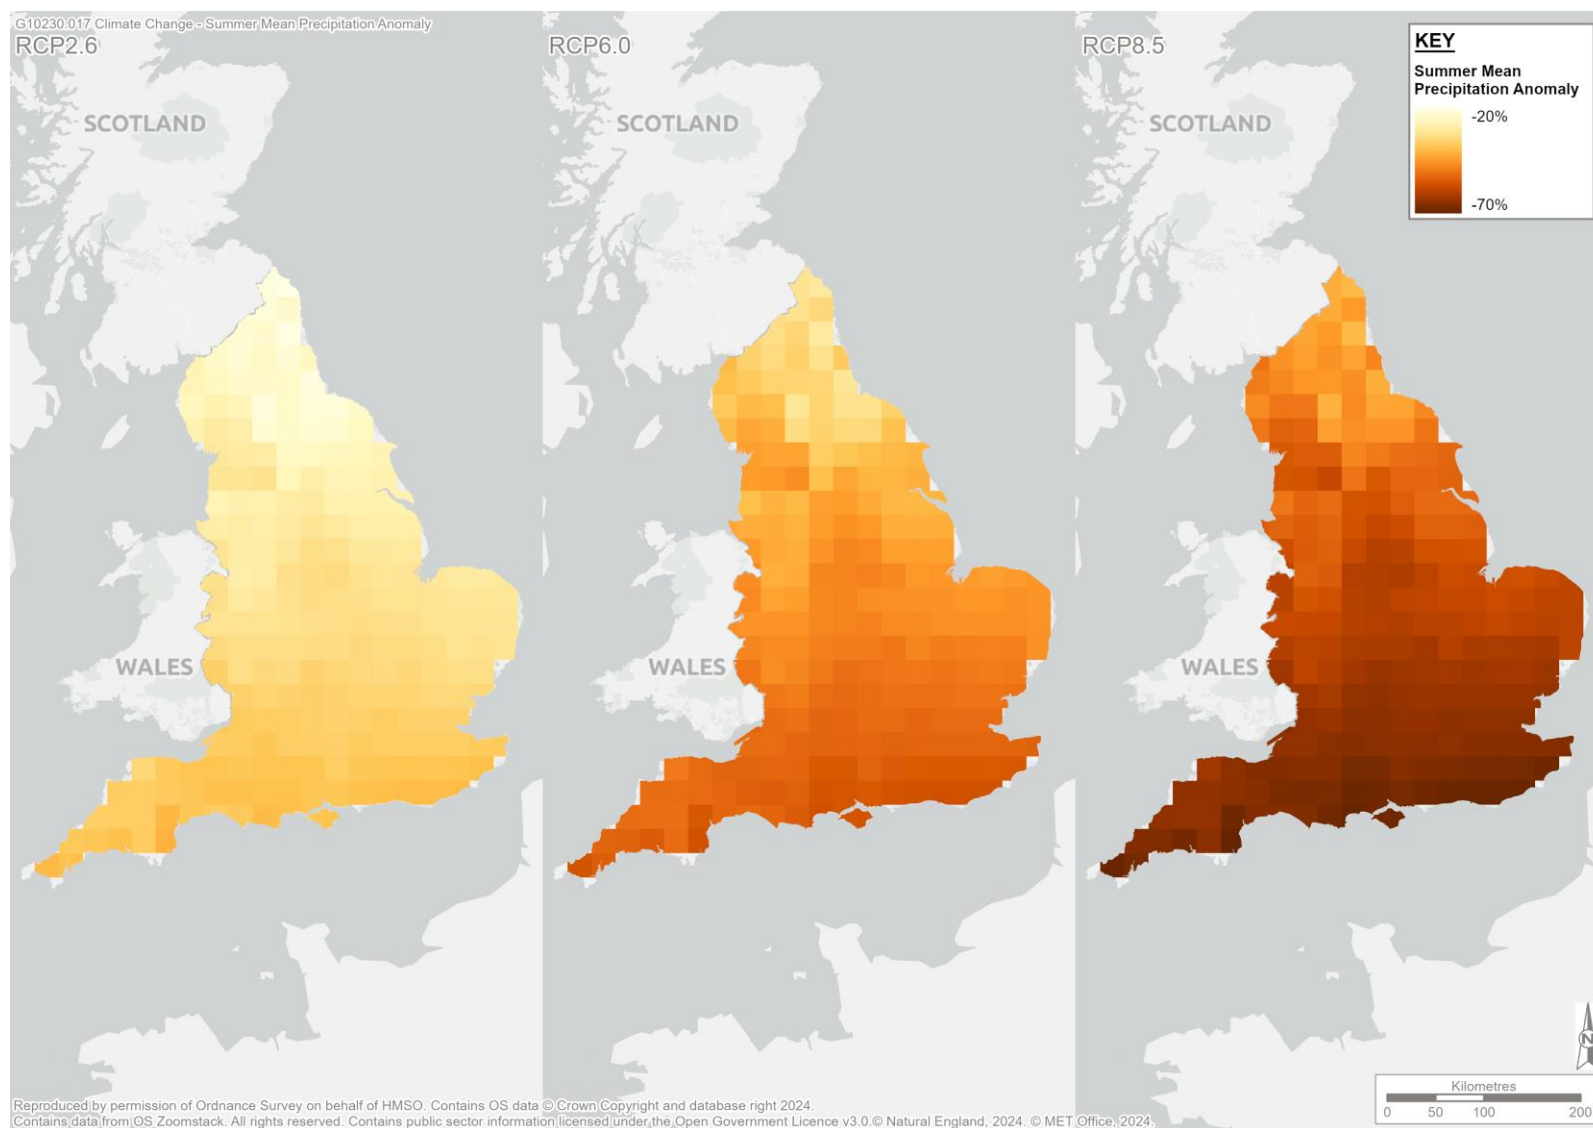 G10230.017 Climate Change - Summer Mean Precipitation Anomaly
RCP2.6
RCP6.0
RCP8.5
KEY
Summer Mean
Precipitation Anomaly
-20%
-70%
SCOTLAND
SCOTLAND
SCOTLAND
WALES
WALES
WALES
N
Kilometres
0 50 100 200
Reproduced by permission of Ordnance Survey on behalf of HMSO. Contains OS data © Crown Copyright and database right 2024.
Contains data from OS Zoomstack. All rights reserved. Contains public sector information licensed under the Open Government Licence v3.0.© Natural England, 2024. © MET Office, 2024.